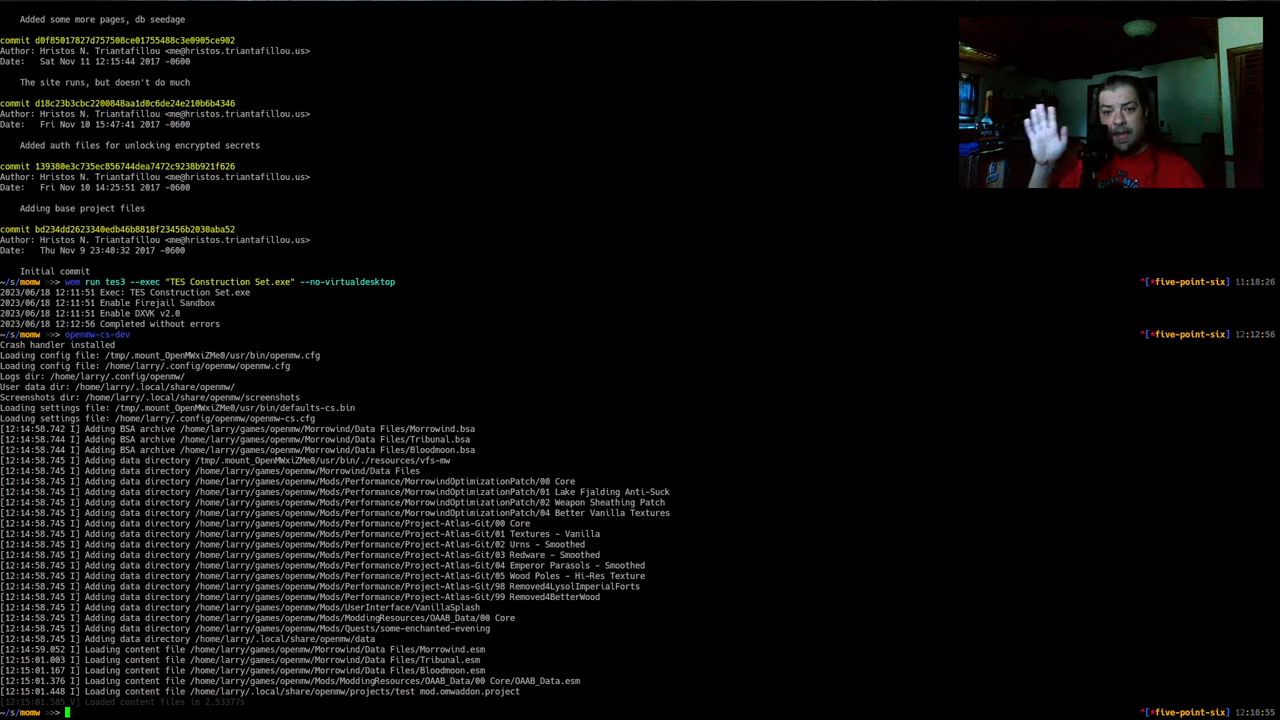 Added some more pages, db seedage
commit d0f85017827d757508ce01755488c3e0905ce902
Author: Hristos N. Triantafillou <me@hristos.triantafillou.us>
Date:   Sat Nov 11 12:15:44 2017 -0600
The site runs, but doesn't do much
commit d18c23b3cbc2200848aa1d0c6de24e210b6b4346
Author: Hristos N. Triantafillou <me@hristos.triantafillou.us>
Date:   Fri Nov 10 15:47:41 2017 -0600
Added auth files for unlocking encrypted secrets
commit 139380e3c735ec856744dea7472c9238b921f626
Author: Hristos N. Triantafillou <me@hristos.triantafillou.us>
Date:   Fri Nov 10 14:25:51 2017 -0600
Adding base project files
commit bd234dd2623340edb46b8818f23456b2030aba52
Author: Hristos N. Triantafillou <me@hristos.triantafillou.us>
Date:   Thu Nov 9 23:40:32 2017 -0600
Initial commit
~/s/momw >>> wem run tes3 --exec "TES Construction Set.exe" --no-virtualdesktop ^[*five-point-six] 11:18:26
2023/06/18 12:11:51 Exec: TES Construction Set.exe
2023/06/18 12:11:51 Enable Firejail Sandbox
2023/06/18 12:11:51 Enable DXVK v2.0
2023/06/18 12:12:56 Completed without errors
~/s/momw >>> openmw-cs-dev ^[*five-point-six] 12:12:56
Crash handler installed
Loading config file: /tmp/.mount_OpenMWxiZMe0/usr/bin/openmw.cfg
Loading config file: /home/larry/.config/openmw/openmw.cfg
Logs dir: /home/larry/.config/openmw/
User data dir: /home/larry/.local/share/openmw/
Screenshots dir: /home/larry/.local/share/openmw/screenshots
Loading settings file: /tmp/.mount_OpenMWxiZMe0/usr/bin/defaults-cs.bin
Loading settings file: /home/larry/.config/openmw/openmw-cs.cfg
[12:14:58.742 I] Adding BSA archive /home/larry/games/openmw/Morrowind/Data Files/Morrowind.bsa
[12:14:58.744 I] Adding BSA archive /home/larry/games/openmw/Morrowind/Data Files/Tribunal.bsa
[12:14:58.744 I] Adding BSA archive /home/larry/games/openmw/Morrowind/Data Files/Bloodmoon.bsa
[12:14:58.745 I] Adding data directory /tmp/.mount_OpenMWxiZMe0/usr/bin/./resources/vfs-mw
[12:14:58.745 I] Adding data directory /home/larry/games/openmw/Morrowind/Data Files
[12:14:58.745 I] Adding data directory /home/larry/games/openmw/Mods/Performance/MorrowindOptimizationPatch/00 Core
[12:14:58.745 I] Adding data directory /home/larry/games/openmw/Mods/Performance/MorrowindOptimizationPatch/01 Lake Fjalding Anti-Suck
[12:14:58.745 I] Adding data directory /home/larry/games/openmw/Mods/Performance/MorrowindOptimizationPatch/02 Weapon Sheathing Patch
[12:14:58.745 I] Adding data directory /home/larry/games/openmw/Mods/Performance/MorrowindOptimizationPatch/04 Better Vanilla Textures
[12:14:58.745 I] Adding data directory /home/larry/games/openmw/Mods/Performance/Project-Atlas-Git/00 Core
[12:14:58.745 I] Adding data directory /home/larry/games/openmw/Mods/Performance/Project-Atlas-Git/01 Textures - Vanilla
[12:14:58.745 I] Adding data directory /home/larry/games/openmw/Mods/Performance/Project-Atlas-Git/02 Urns - Smoothed
[12:14:58.745 I] Adding data directory /home/larry/games/openmw/Mods/Performance/Project-Atlas-Git/03 Redware - Smoothed
[12:14:58.745 I] Adding data directory /home/larry/games/openmw/Mods/Performance/Project-Atlas-Git/04 Emperor Parasols - Smoothed
[12:14:58.745 I] Adding data directory /home/larry/games/openmw/Mods/Performance/Project-Atlas-Git/05 Wood Poles - Hi-Res Texture
[12:14:58.745 I] Adding data directory /home/larry/games/openmw/Mods/Performance/Project-Atlas-Git/98 Removed4LysolImperialForts
[12:14:58.745 I] Adding data directory /home/larry/games/openmw/Mods/Performance/Project-Atlas-Git/99 Removed4BetterWood
[12:14:58.745 I] Adding data directory /home/larry/games/openmw/Mods/UserInterface/VanillaSplash
[12:14:58.745 I] Adding data directory /home/larry/games/openmw/Mods/ModdingResources/OAAB_Data/00 Core
[12:14:58.745 I] Adding data directory /home/larry/games/openmw/Mods/Quests/some-enchanted-evening
[12:14:58.745 I] Adding data directory /home/larry/.local/share/openmw/data
[12:14:59.052 I] Loading content file /home/larry/games/openmw/Morrowind/Data Files/Morrowind.esm
[12:15:01.003 I] Loading content file /home/larry/games/openmw/Morrowind/Data Files/Tribunal.esm
[12:15:01.167 I] Loading content file /home/larry/games/openmw/Morrowind/Data Files/Bloodmoon.esm
[12:15:01.376 I] Loading content file /home/larry/games/openmw/Mods/ModdingResources/OAAB_Data/00 Core/OAAB_Data.esm
[12:15:01.448 I] Loading content file /home/larry/.local/share/openmw/projects/test mod.omwaddon.project
[12:15:01.585 V] Loaded content files in 2.53377s
~/s/momw >>> ^[*five-point-six] 12:16:55